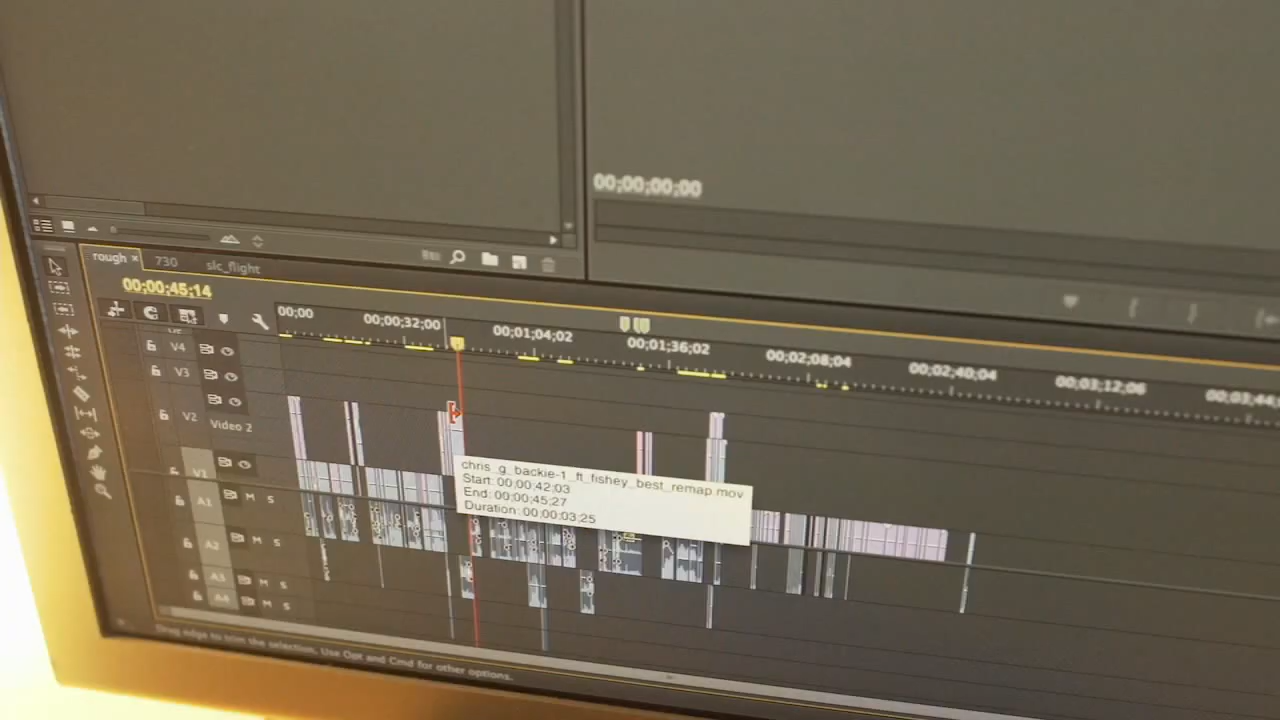 00;00;00;00
rough × 730 slc_flight
00;00;45;14
00;00 00;00;32;00 00;01;04;02 00;01;36;02 00;02;08;04 00;02;40;04 00;03;12;06 00;03;44;
V4
V3
V2
Video 2
V1
A1 M S
A2 M S
A3 M S
A4 M S
chris_g_backie-1_ft_fishey_best_remap.mov
Start: 00;00;42;03
End: 00;00;45;27
Duration: 00;00;03;25
Drag edge to trim the selection. Use Opt and Cmd for other options.